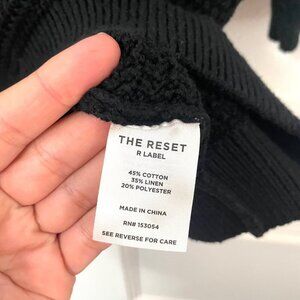 THE RESET
R LABEL
45% COTTON
35% LINEN
20% POLYESTER
MADE IN CHINA
RN# 153054
SEE REVERSE FOR CARE